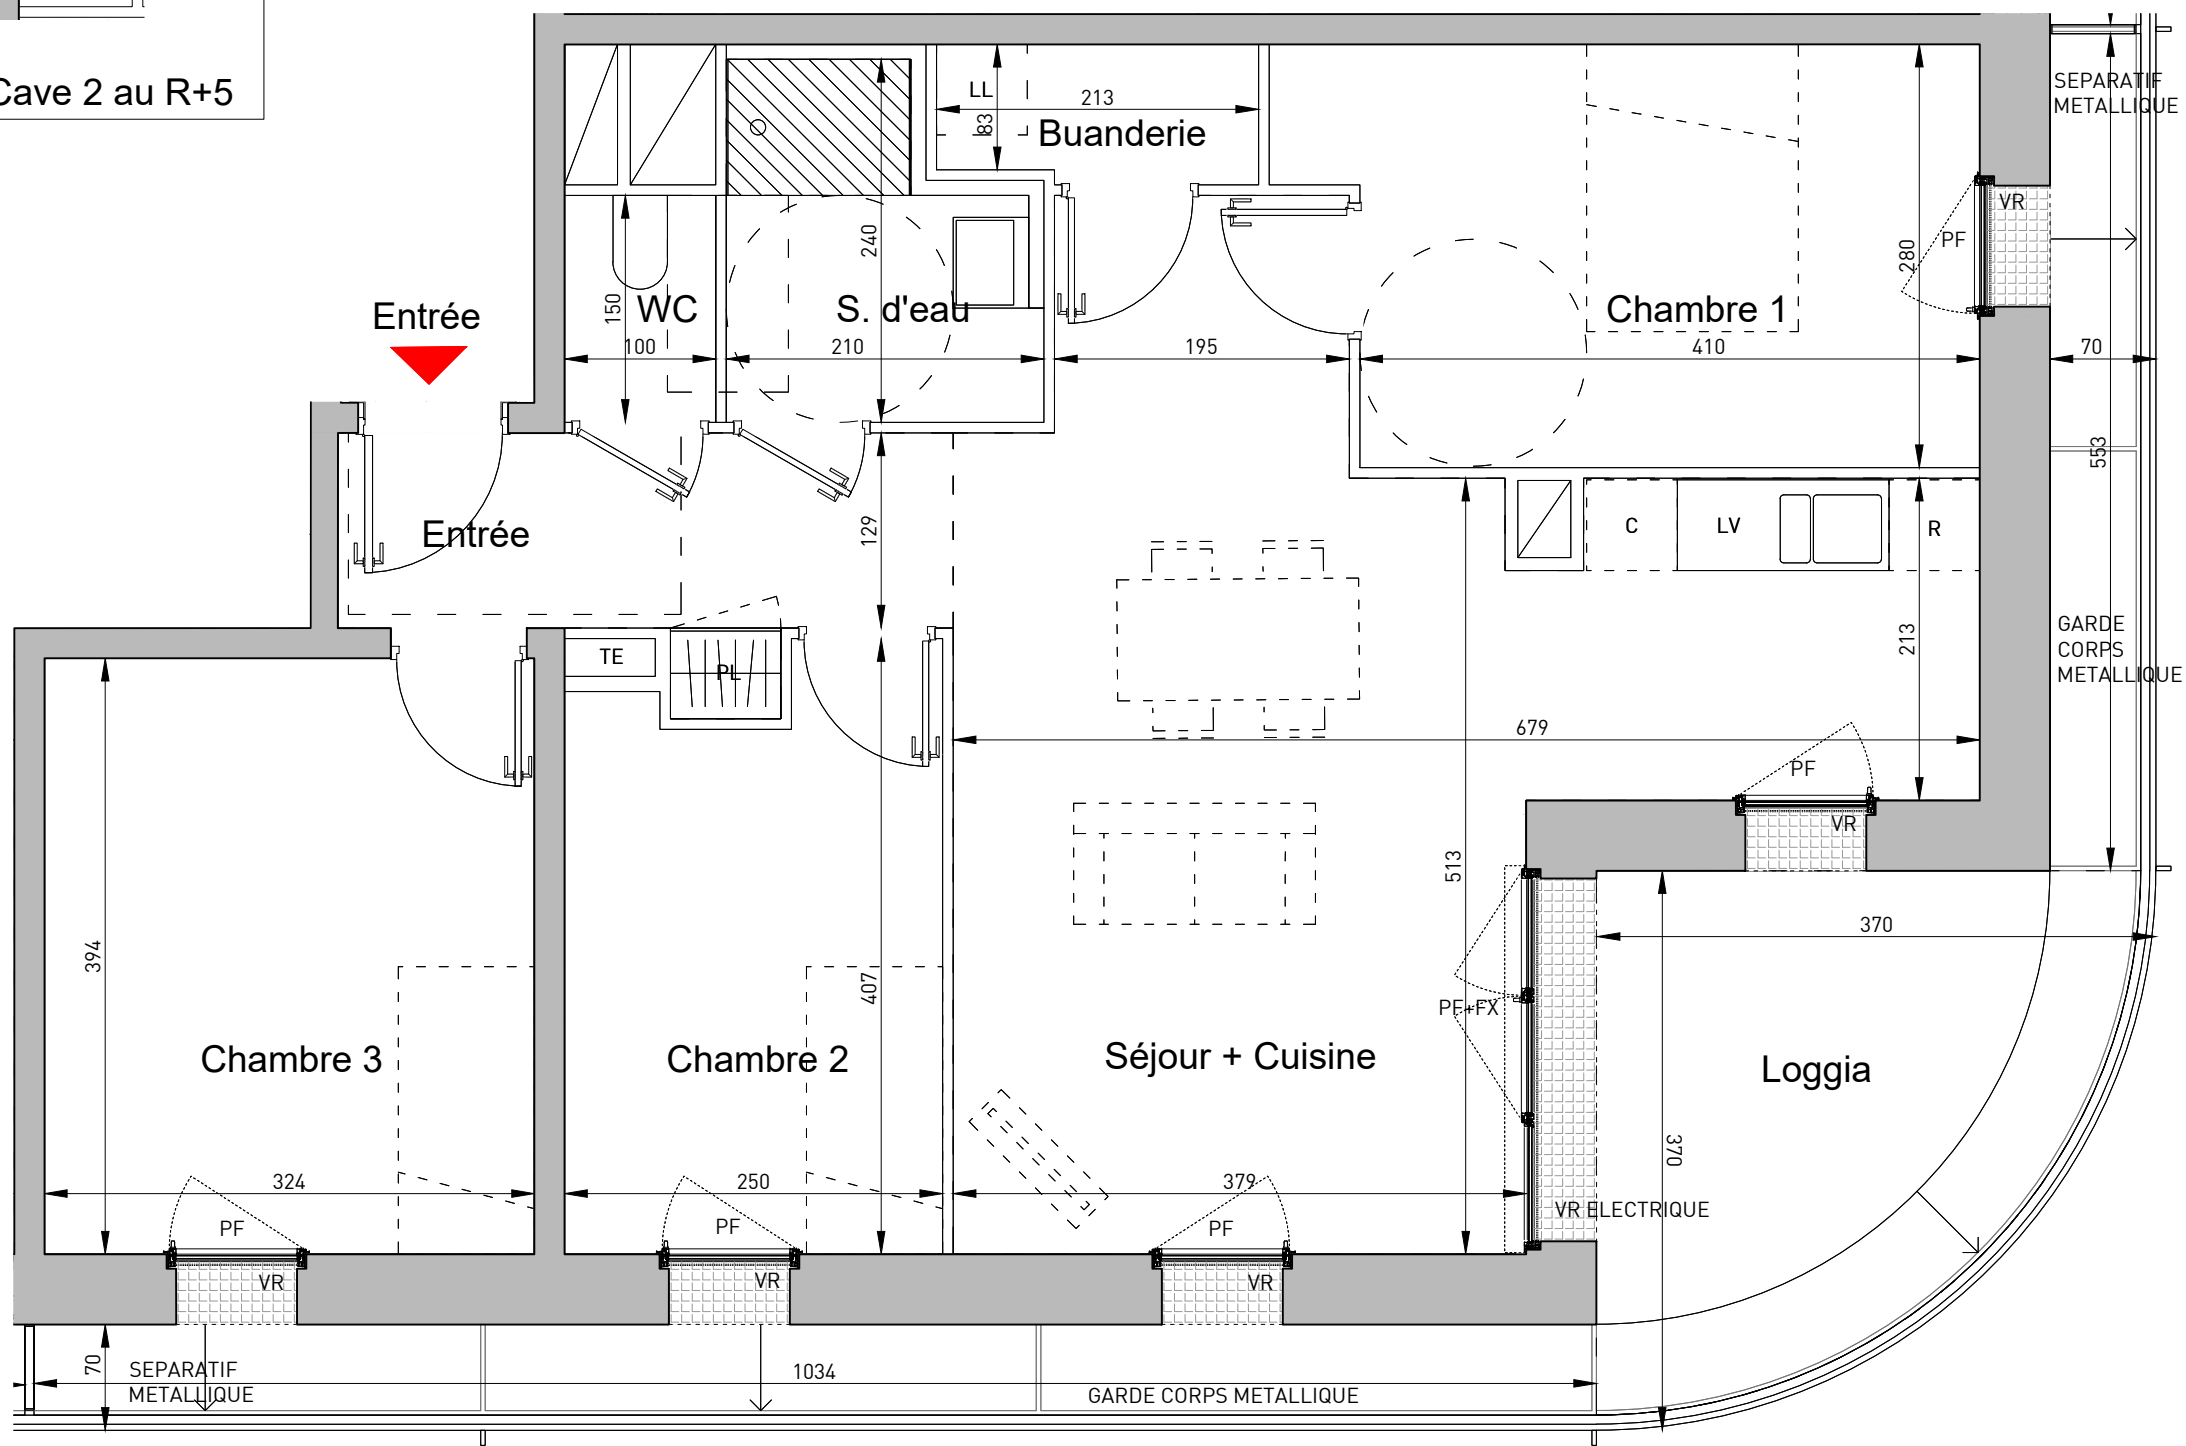 Cave 2 au R+5
LL
213
83
Buanderie
SEPARATIF
METALLIQUE
VR
PF
280
240
150
WC
S. d'eau
Chambre 1
Entrée
100
210
195
410
70
553
Entrée
129
C
LV
R
TE
PL
213
GARDE
CORPS
METALLIQUE
679
PF
VR
513
370
394
407
PF+FX
Chambre 3
Chambre 2
Séjour + Cuisine
Loggia
370
324
250
379
VR ELECTRIQUE
PF
PF
PF
VR
VR
VR
70
SEPARATIF
METALLIQUE
1034
GARDE CORPS METALLIQUE